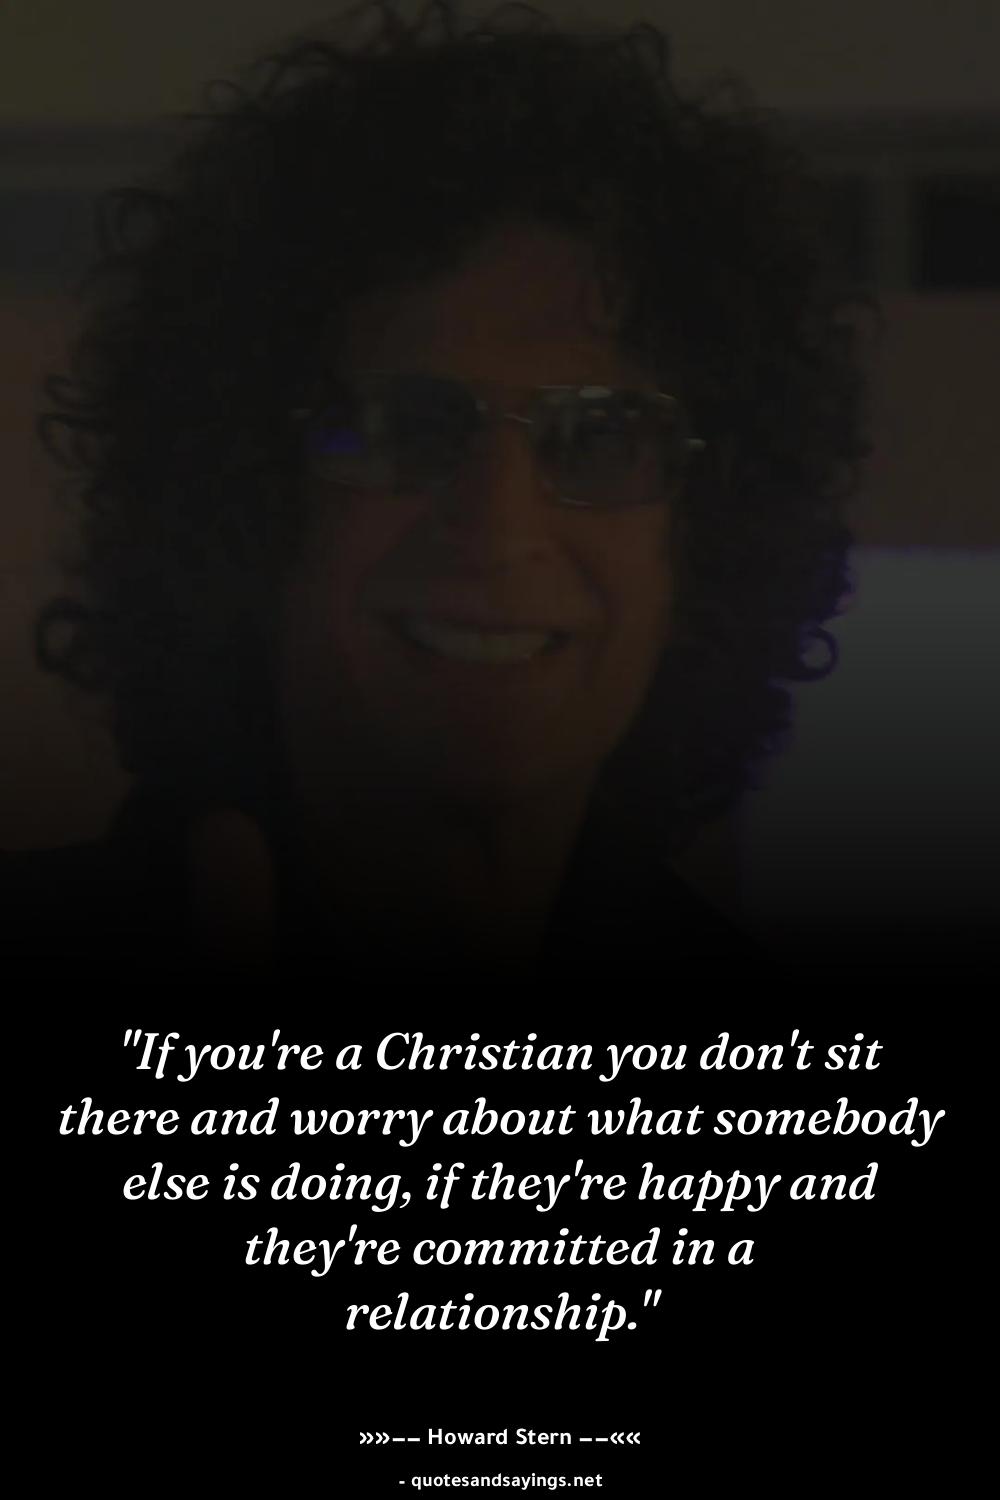 "If you're a Christian you don't sit
there and worry about what somebody
else is doing, if they're happy and
they're committed in a
relationship."
»»−− Howard Stern −−««
- quotesandsayings.net